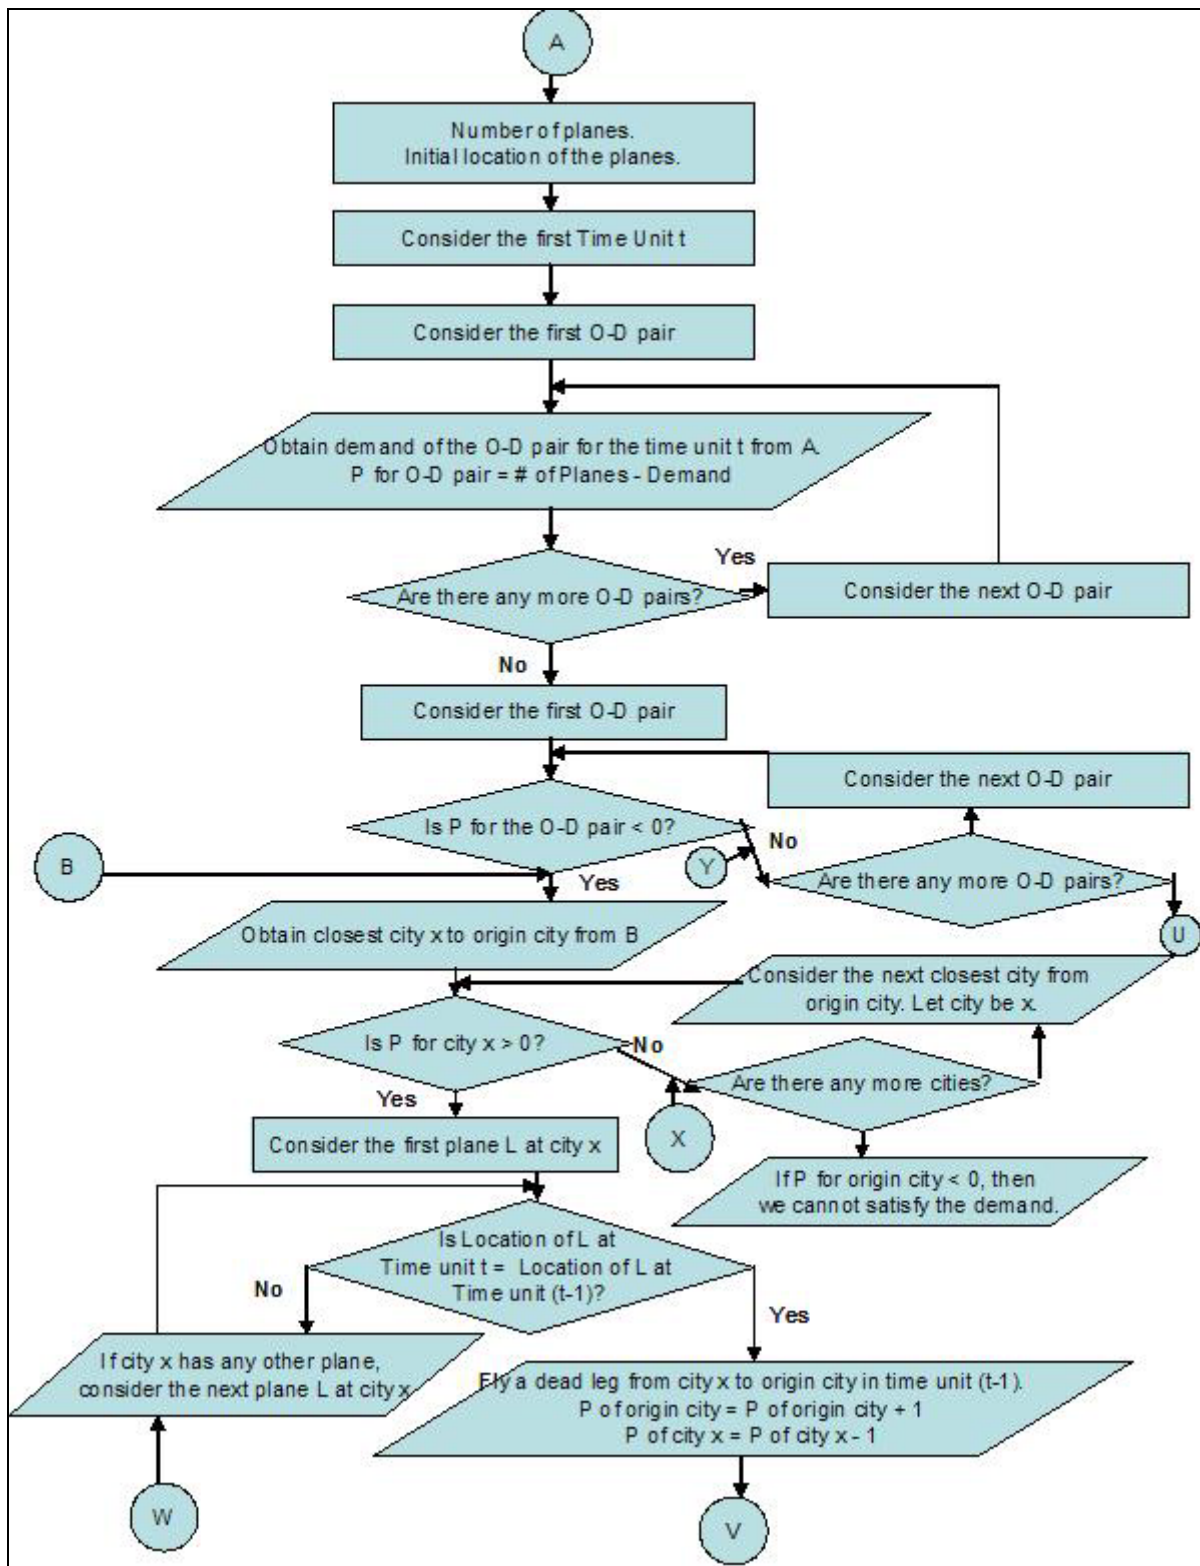 A
Number of planes.
Initial location of the planes.
Consider the first Time Unit t
Consider the first O-D pair
Obtain demand of the O-D pair for the time unit t from A.
P for O-D pair = # of Planes - Demand
Yes
Are there any more O-D pairs?
Consider the next O-D pair
No
Consider the first O-D pair
Consider the next O-D pair
Is P for the O-D pair < 0?
No
B
Y
Yes
Are there any more O-D pairs?
Obtain closest city x to origin city from B
U
Consider the next closest city from
origin city. Let city be x.
Is P for city x > 0?
No
Are there any more cities?
Yes
X
Consider the first plane L at city x
If P for origin city < 0, then
we cannot satisfy the demand.
Is Location of L at
Time unit t = Location of L at
Time unit (t-1)?
No
Yes
If city x has any other plane,
consider the next plane L at city x
Fly a dead leg from city x to origin city in time unit (t-1).
P of origin city = P of origin city + 1
P of city x = P of city x - 1
W
V